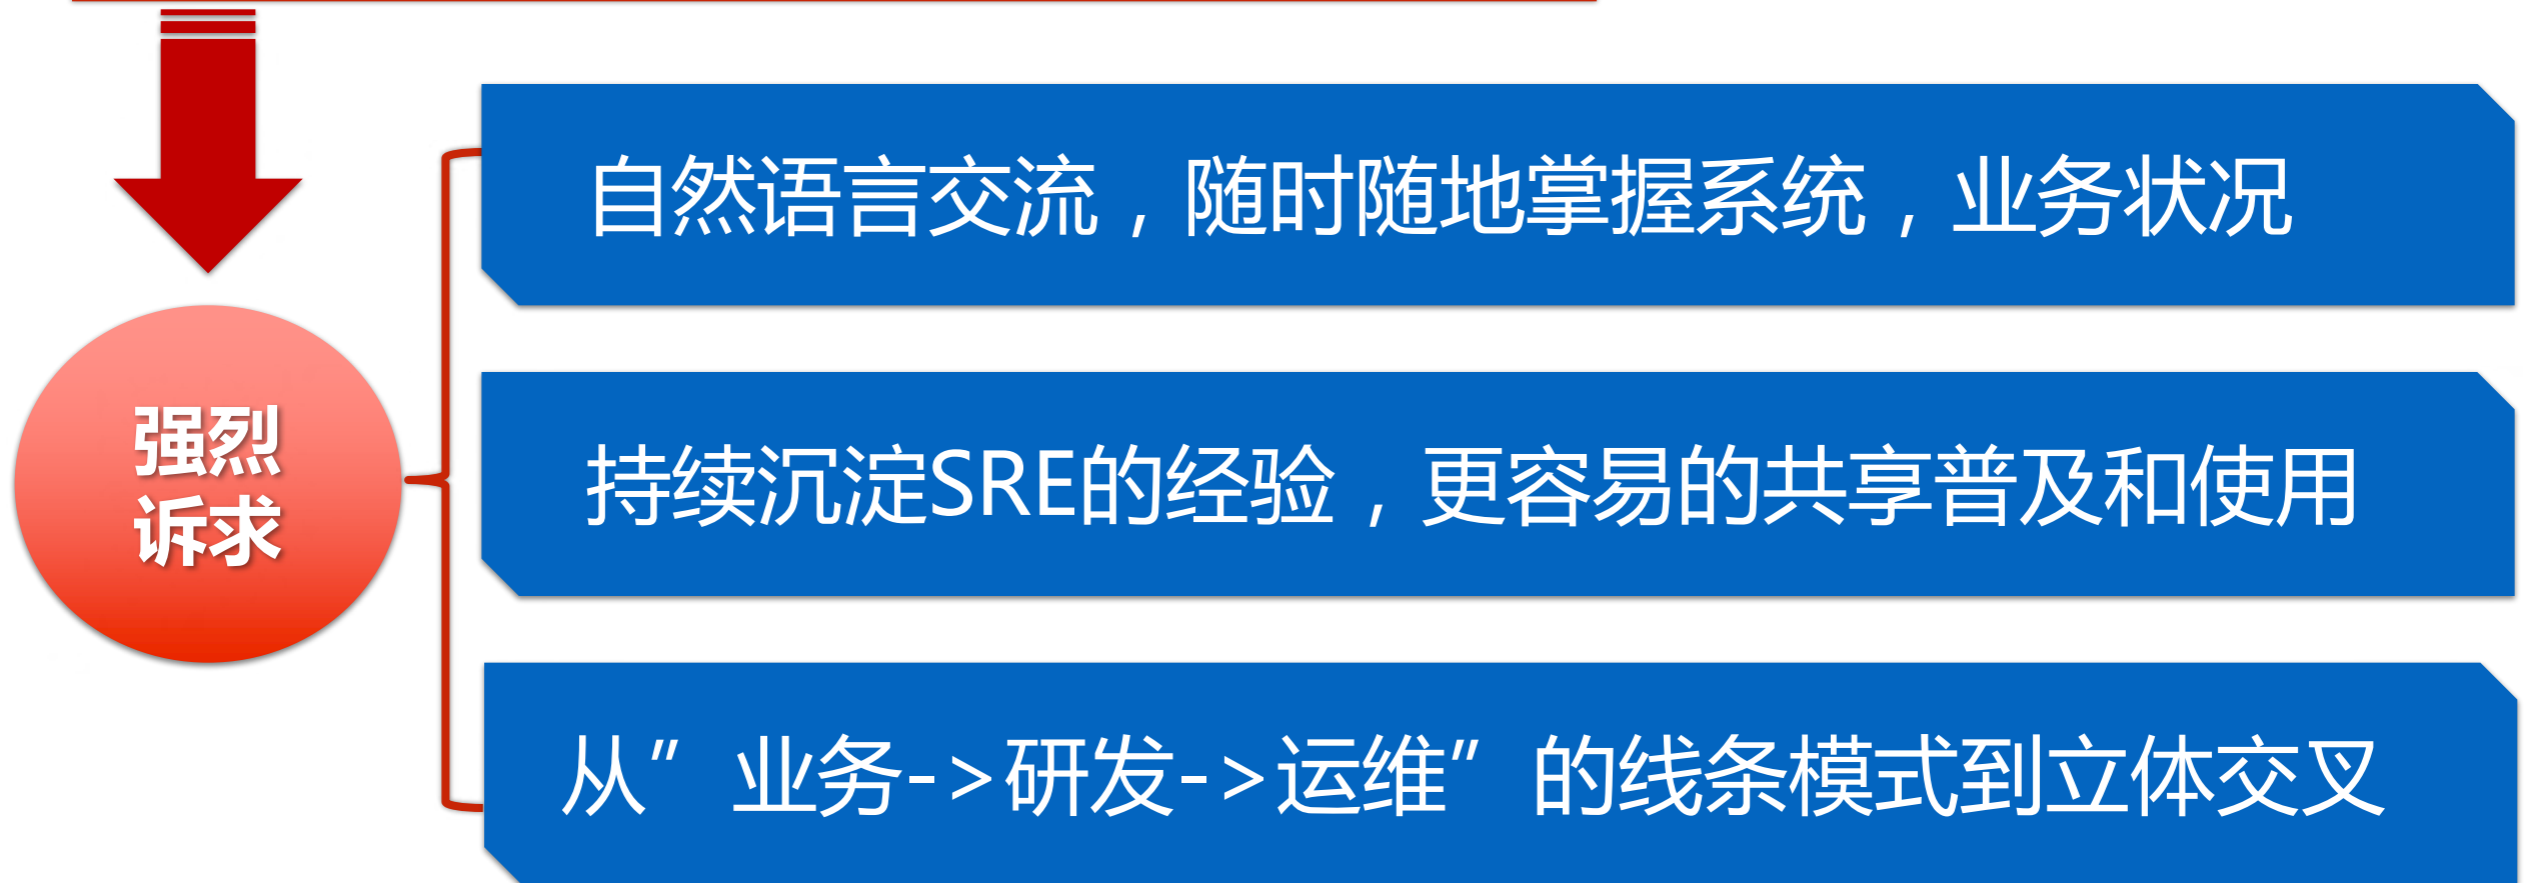 强烈
诉求
自然语言交流，随时随地掌握系统，业务状况
持续沉淀SRE的经验，更容易的共享普及和使用
从”业务->研发->运维”的线条模式到立体交叉